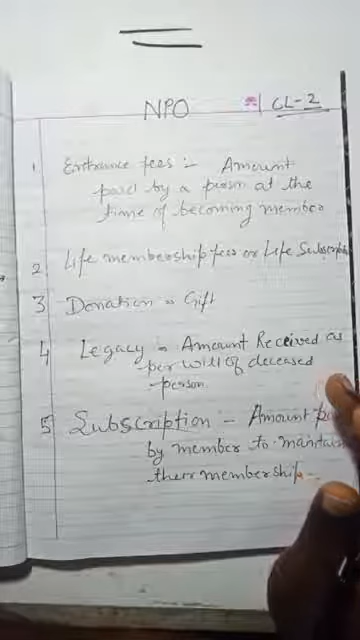 NPO CL-2
1 Entrance fees :- Amount
paid by a person at the
time of becoming member
2 Life membership fees or Life Subscription
3 Donation = Gift
4 Legacy = Amount Received as
per will of deceased
person.
5 Subscription - Amount
by member to maintain
their membership.